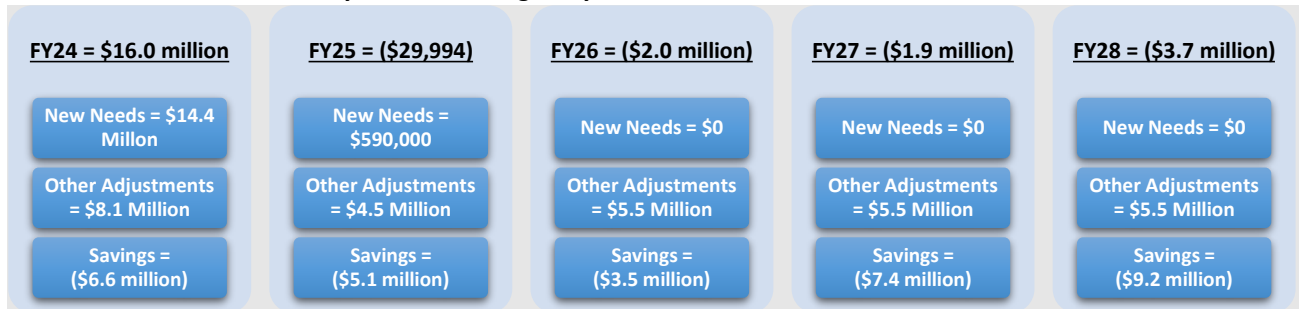 FY24 = $16.0 million
New Needs = $14.4
Millon
Other Adjustments
= $8.1 Million
Savings =
($6.6 million)
FY25 = ($29,994)
New Needs =
$590,000
Other Adjustments
= $4.5 Million
Savings =
($5.1 million)
FY26 = ($2.0 million)
New Needs = $0
Other Adjustments
= $5.5 Million
Savings =
($3.5 million)
FY27 = ($1.9 million)
New Needs = $0
Other Adjustments
= $5.5 Million
Savings =
($7.4 million)
FY28 = ($3.7 million)
New Needs = $0
Other Adjustments
= $5.5 Million
Savings =
($9.2 million)